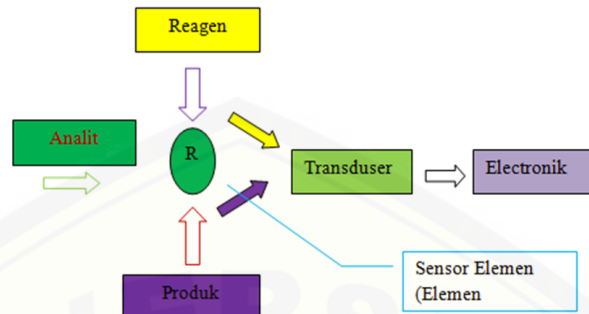 Reagen
Analit
R
Transduser
Electronik
Sensor Elemen
(Elemen
Produk